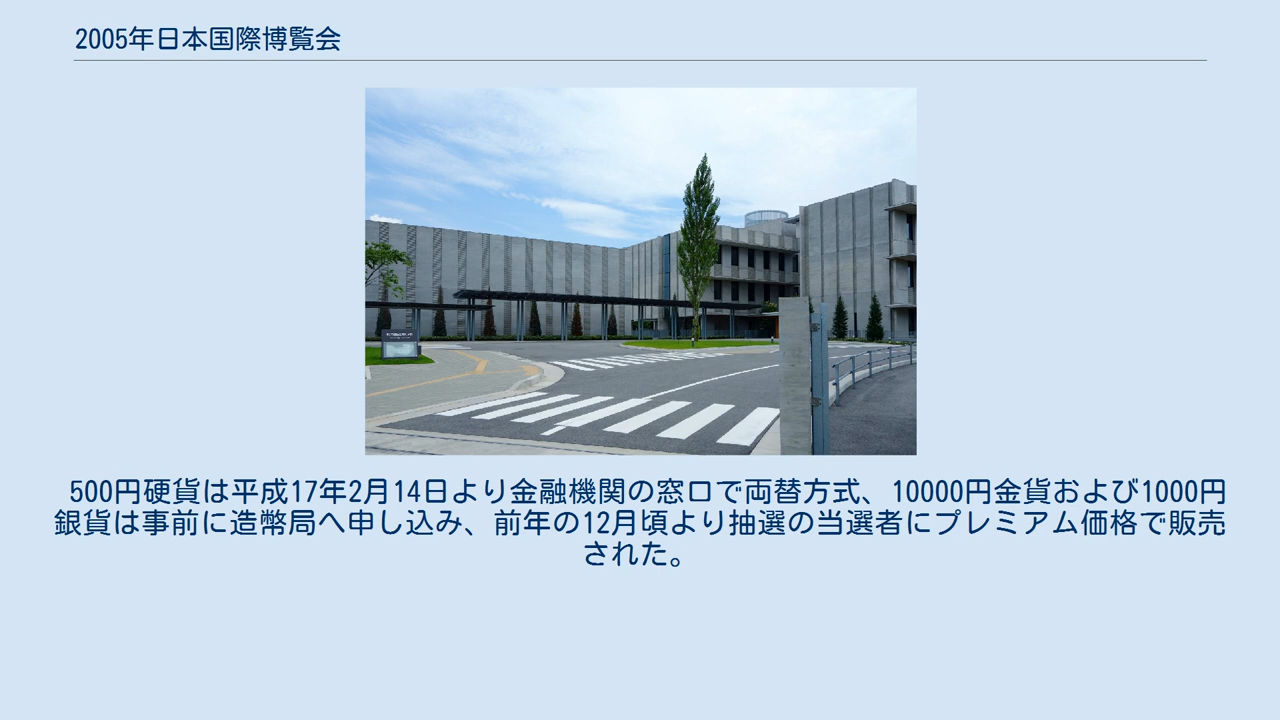 2005年日本国際博覧会
500円硬貨は平成17年2月14日より金融機関の窓口で両替方式、10000円金貨および1000円
銀貨は事前に造幣局へ申し込み、前年の12月頃より抽選の当選者にプレミアム価格で販売
された。